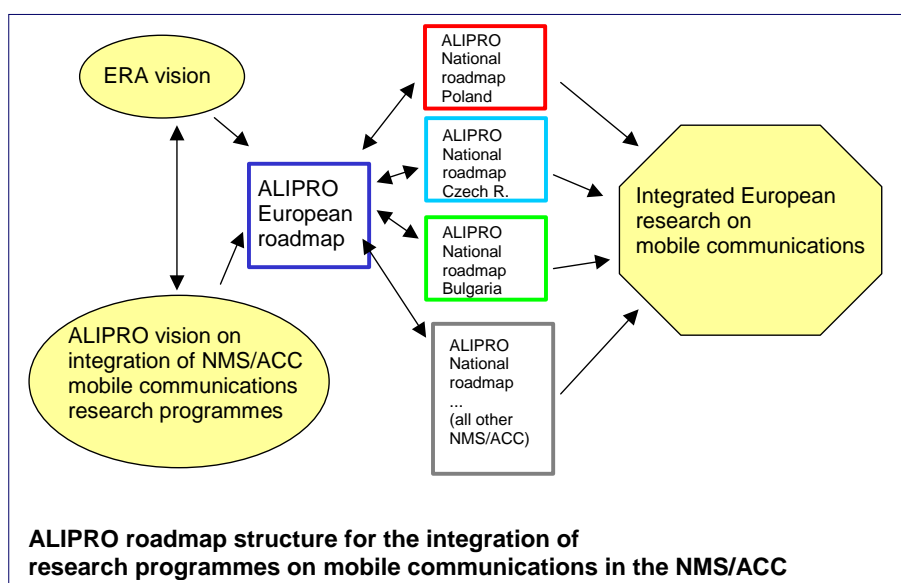 ERA vision
ALIPRO vision on
integration of NMS/ACC
mobile communications
research programmes
ALIPRO
European
roadmap
ALIPRO
National
roadmap
Poland
ALIPRO
National
roadmap
Czech R.
ALIPRO
National
roadmap
Bulgaria
ALIPRO
National
roadmap
...
(all other
NMS/ACC)
Integrated European
research on
mobile communications
ALIPRO roadmap structure for the integration of
research programmes on mobile communications in the NMS/ACC